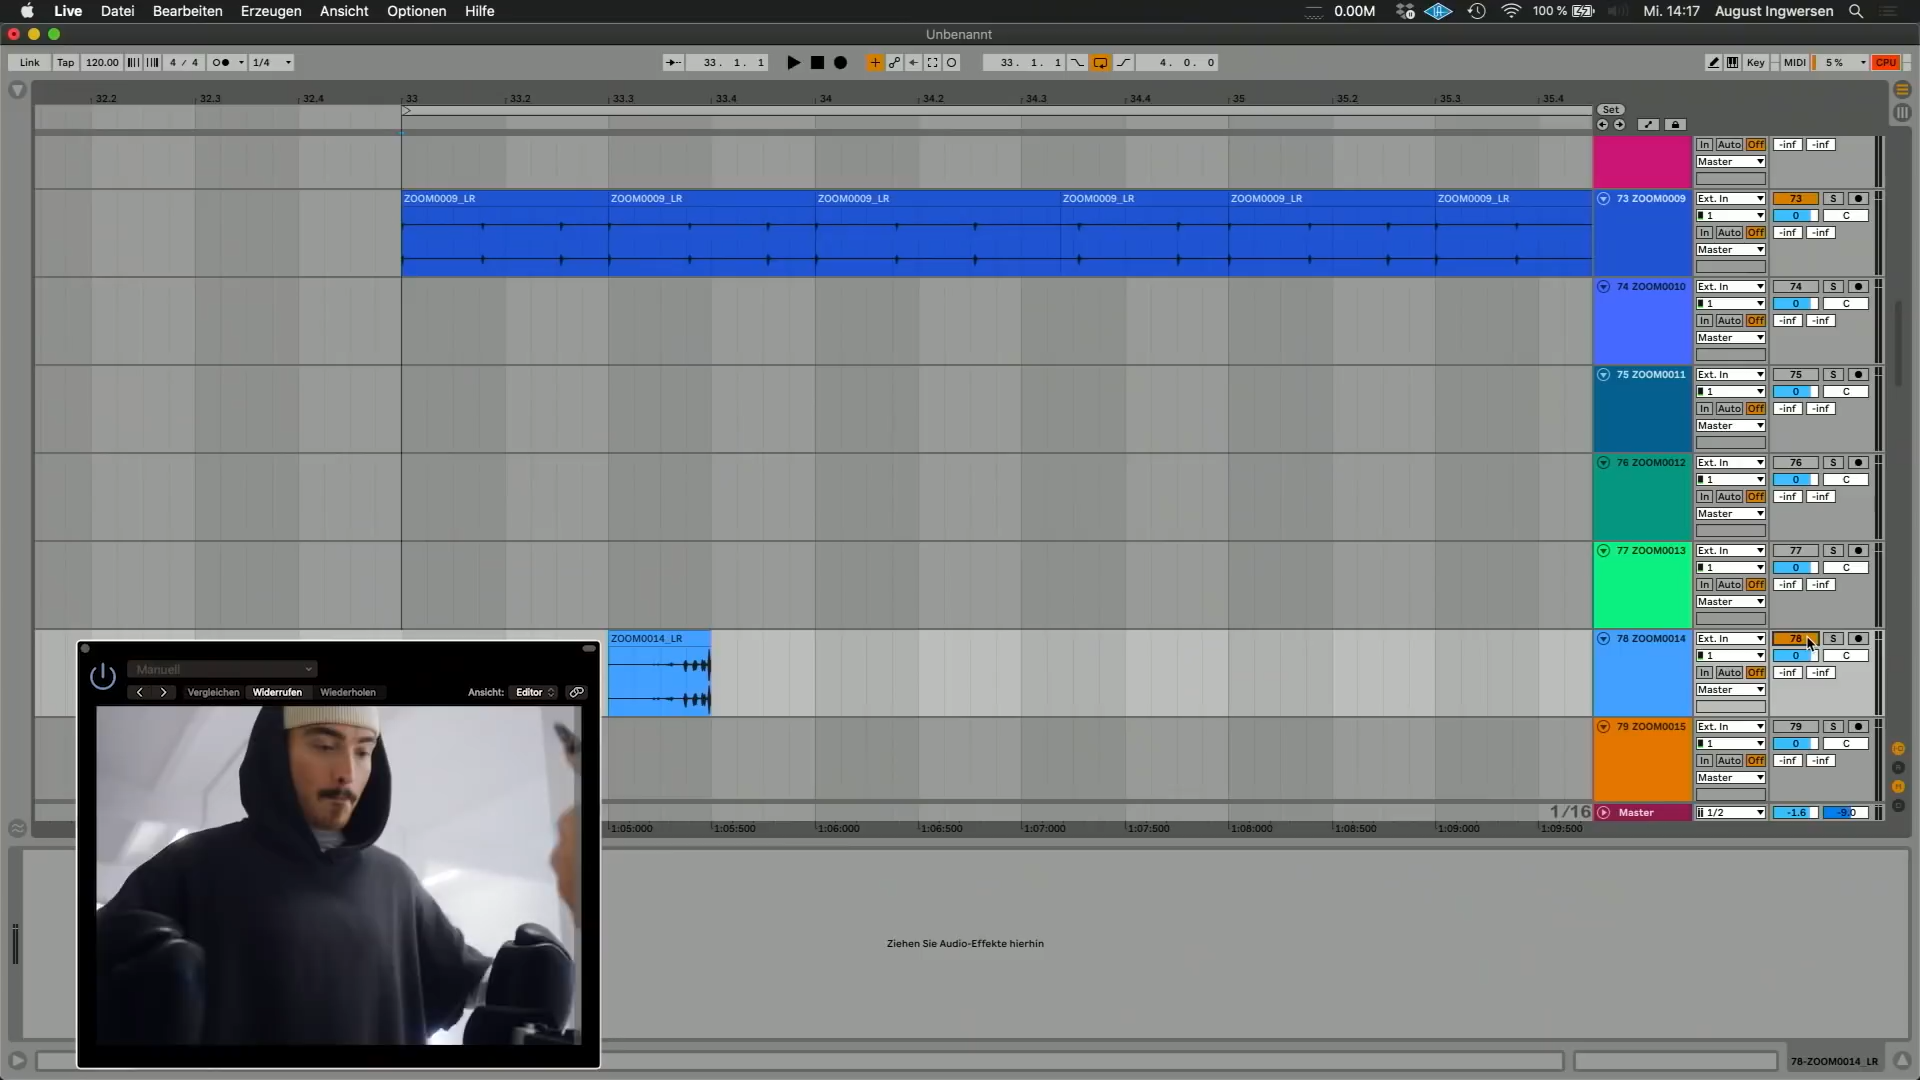 Live Datei Bearbeiten Erzeugen Ansicht Optionen Hilfe 0.00M 100 % Mi. 14:17 August Ingwersen
Unbenannt
Link Tap 120.00 4 / 4 1/4 33. 1. 1 33. 1. 1 4. 0. 0 Key MIDI 5 % CPU
32.2 32.3 32.4 33 33.2 33.3 33.4 34 34.2 34.3 34.4 35 35.2 35.3 35.4
Set
In Auto Off -inf -inf
Master
ZOOM0009_LR ZOOM0009_LR ZOOM0009_LR ZOOM0009_LR ZOOM0009_LR ZOOM0009_LR 73 ZOOM0009 Ext. In 73 S
1 0 C
In Auto Off -inf -inf
Master
74 ZOOM0010 Ext. In 74 S
1 0 C
In Auto Off -inf -inf
Master
75 ZOOM0011 Ext. In 75 S
1 0 C
In Auto Off -inf -inf
Master
76 ZOOM0012 Ext. In 76 S
1 0 C
In Auto Off -inf -inf
Master
77 ZOOM0013 Ext. In 77 S
1 0 C
In Auto Off -inf -inf
Master
ZOOM0014_LR 78 ZOOM0014 Ext. In 78 S
1 0 C
In Auto Off -inf -inf
Master
Manuell
Vergleichen Widerrufen Wiederholen Ansicht: Editor
79 ZOOM0015 Ext. In 79 S
1 0 C
In Auto Off -inf -inf
Master
1/16 Master 1/2 -1.6 -9.0
1:05:000 1:05:500 1:06:000 1:06:500 1:07:000 1:07:500 1:08:000 1:08:500 1:09:000 1:09:500
Ziehen Sie Audio-Effekte hierhin
78-ZOOM0014_LR